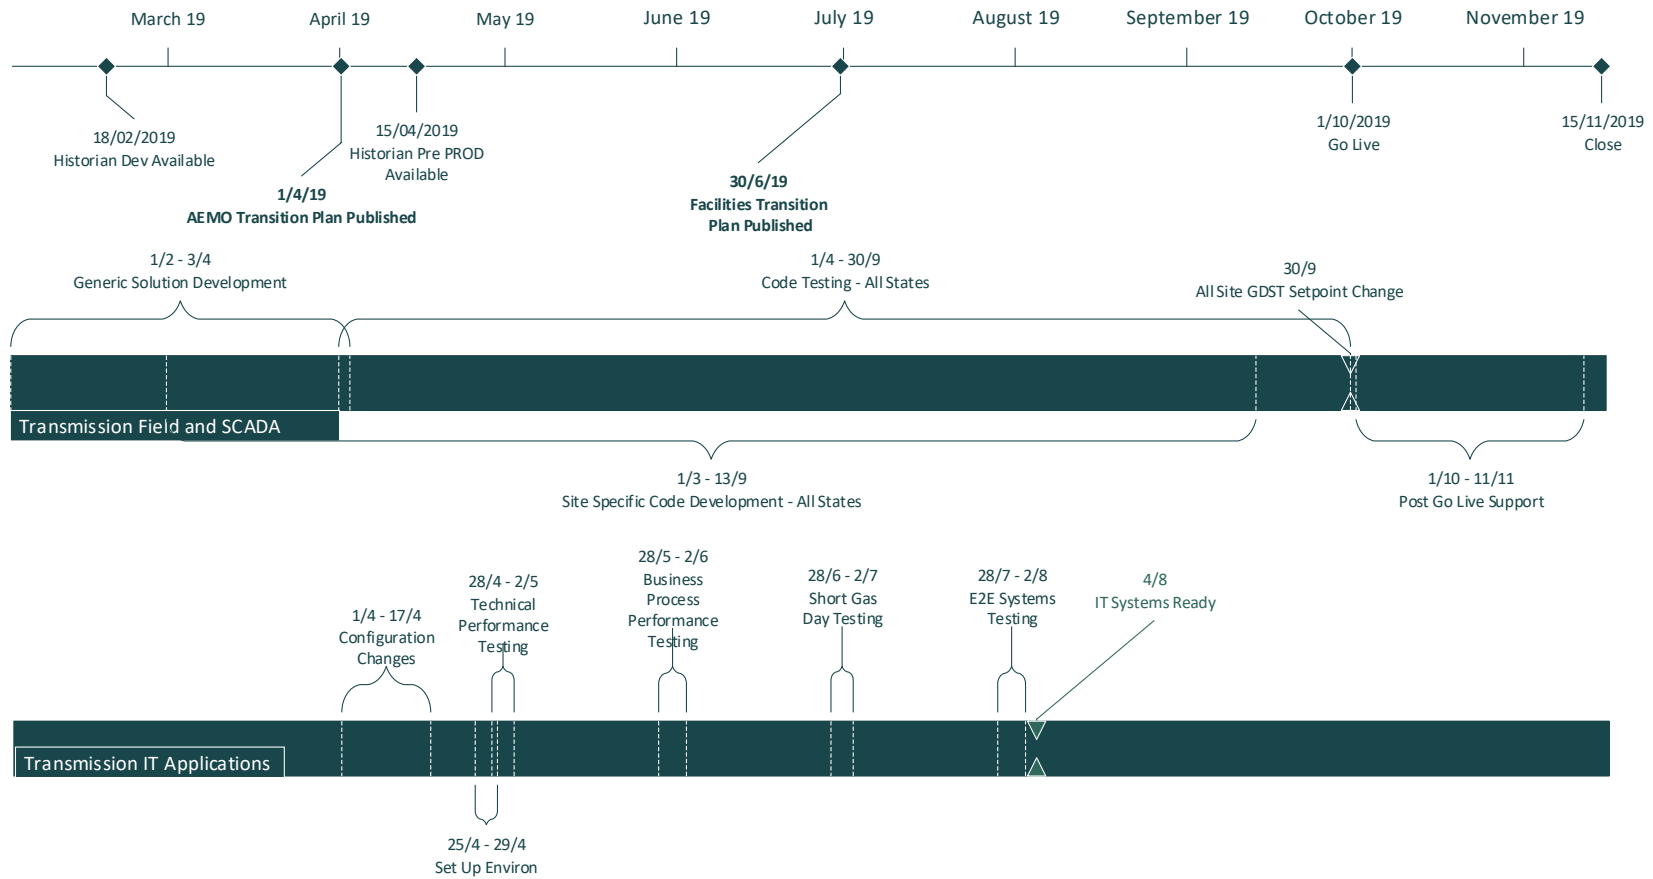 March 19
April 19
May 19
June 19
July 19
August 19
September 19
October 19
November 19
18/02/2019
Historian Dev Available
1/4/19
AEMO Transition Plan Published
15/04/2019
Historian Pre PROD
Available
30/6/19
Facilities Transition
Plan Published
1/10/2019
Go Live
15/11/2019
Close
1/2 - 3/4
Generic Solution Development
1/4 - 30/9
Code Testing - All States
30/9
All Site GDST Setpoint Change
Transmission Field and SCADA
1/3 - 13/9
Site Specific Code Development - All States
1/10 - 11/11
Post Go Live Support
1/4 - 17/4
Configuration
Changes
28/4 - 2/5
Technical
Performance
Testing
28/5 - 2/6
Business
Process
Performance
Testing
28/6 - 2/7
Short Gas
Day Testing
28/7 - 2/8
E2E Systems
Testing
4/8
IT Systems Ready
Transmission IT Applications
25/4 - 29/4
Set Up Environ